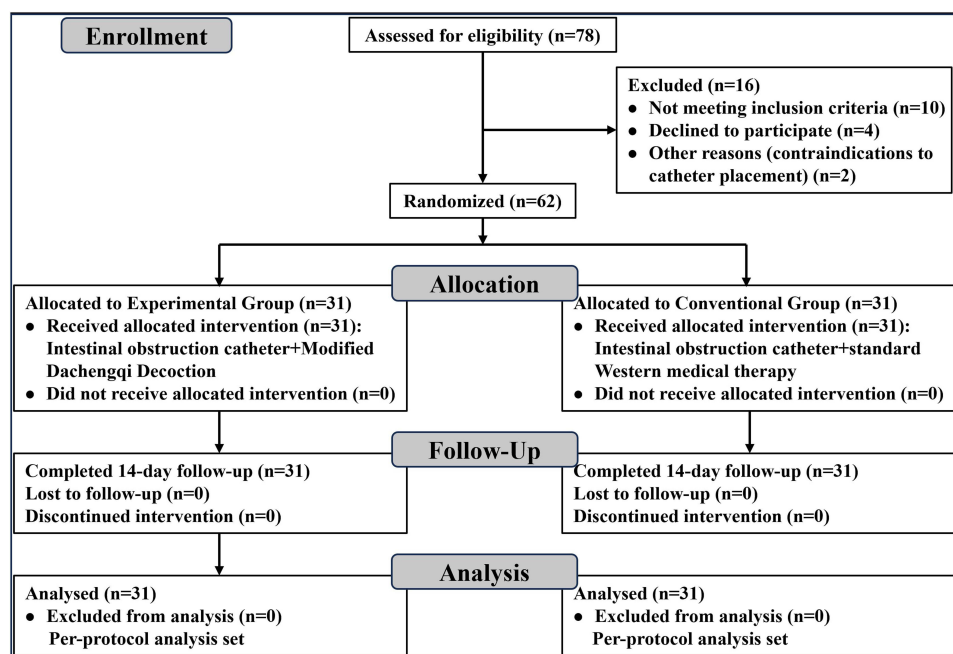 Enrollment
Assessed for eligibility (n=78)
Excluded (n=16)
● Not meeting inclusion criteria (n=10)
● Declined to participate (n=4)
● Other reasons (contraindications to
catheter placement) (n=2)
Randomized (n=62)
Allocation
Allocated to Experimental Group (n=31)
● Received allocated intervention (n=31):
Intestinal obstruction catheter+Modified
Dachengqi Decoction
● Did not receive allocated intervention (n=0)
Allocated to Conventional Group (n=31)
● Received allocated intervention (n=31):
Intestinal obstruction catheter+standard
Western medical therapy
● Did not receive allocated intervention (n=0)
Follow-Up
Completed 14-day follow-up (n=31)
Lost to follow-up (n=0)
Discontinued intervention (n=0)
Completed 14-day follow-up (n=31)
Lost to follow-up (n=0)
Discontinued intervention (n=0)
Analysis
Analysed (n=31)
● Excluded from analysis (n=0)
Per-protocol analysis set
Analysed (n=31)
● Excluded from analysis (n=0)
Per-protocol analysis set